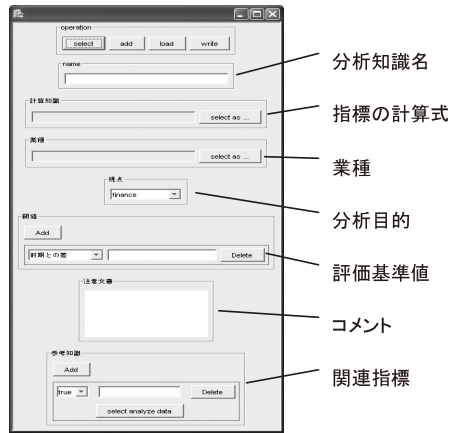 operation
select add load write
name
分析知識名
計算知識
select as ...
指標の計算式
業種
select as ...
業種
視点
finance
分析目的
閾値
Add
前期との差
Delete
評価基準値
注意文書
コメント
参考知識
Add
関連指標
true
Delete
select analyze data